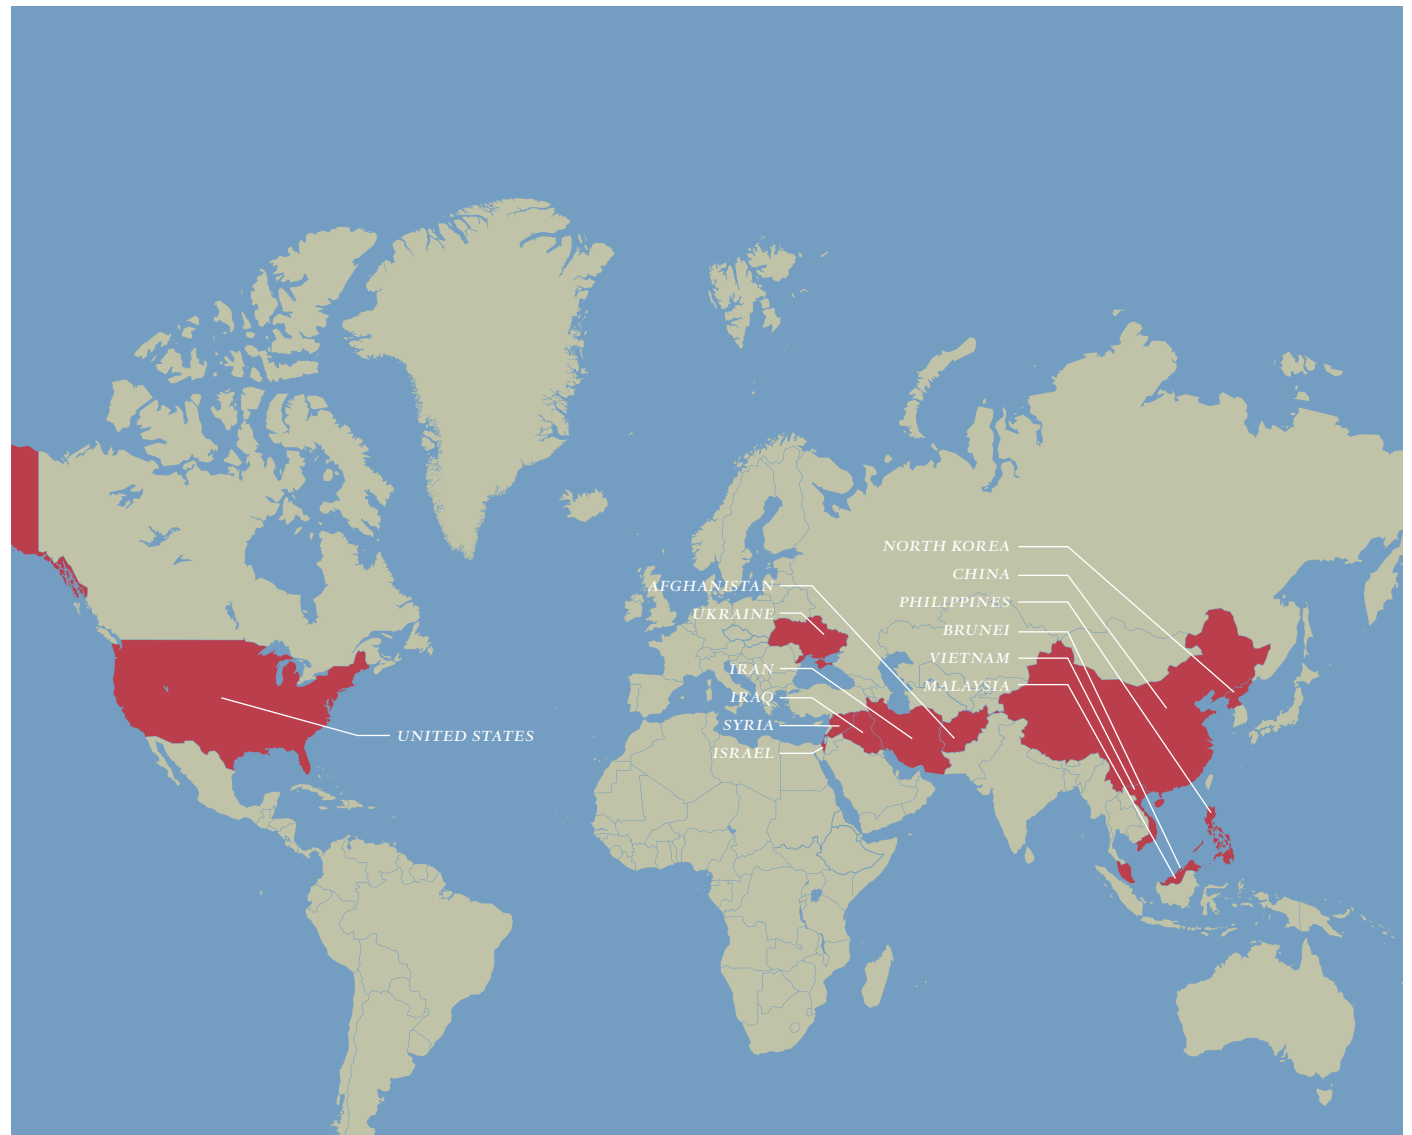 NORTH KOREA
CHINA
AFGHANISTAN
PHILIPPINES
UKRAINE
BRUNEI
VIETNAM
IRAN
MALAYSIA
IRAQ
SYRIA
UNITED STATES
ISRAEL